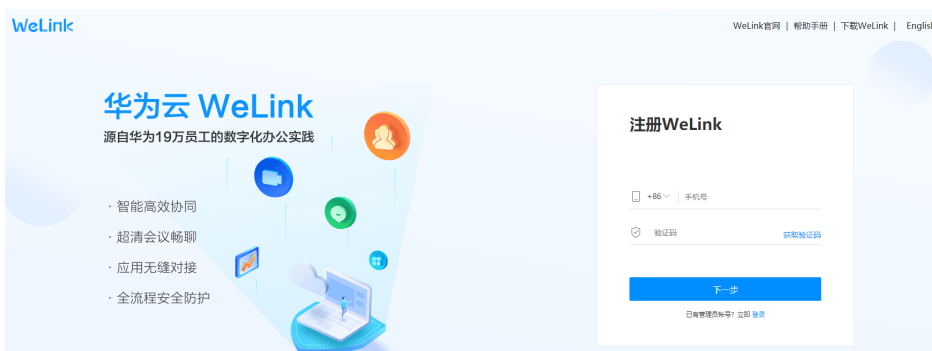 WeLink
WeLink官网 | 帮助手册 | 下载WeLink | English
华为云 WeLink
源自华为19万员工的数字化办公实践
· 智能高效协同
· 超清会议畅聊
· 应用无缝对接
· 全流程安全防护
注册WeLink
+86 手机号
验证码 获取验证码
下一步
已有管理员帐号？立即 登录